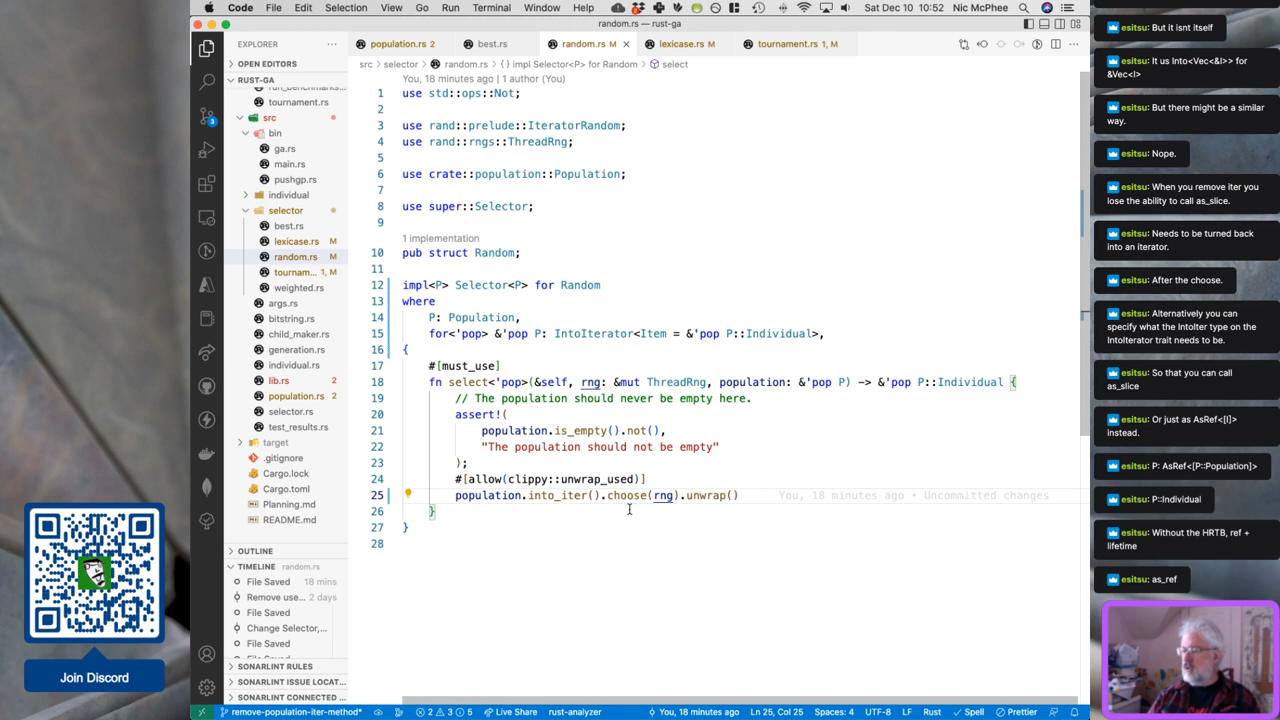 Code File Edit Selection View Go Run Terminal Window Help
Sat Dec 10 10:52 Nic McPhee
random.rs — rust-ga
EXPLORER
OPEN EDITORS
RUST-GA
run_benchmarks...
tournament.rs
src
bin
ga.rs
main.rs
pushgp.rs
individual
selector
best.rs
lexicase.rs M
random.rs M
tournam... 1, M
weighted.rs
args.rs
bitstring.rs
child_maker.rs
generation.rs
individual.rs
lib.rs 2
population.rs 2
selector.rs
test_results.rs
target
.gitignore
Cargo.lock
Cargo.toml
Planning.md
README.md
OUTLINE
TIMELINE random.rs
File Saved 18 mins
Remove use... 2 days
File Saved
Change Selector,...
File Saved
SONARLINT RULES
SONARLINT ISSUE LOCAT...
SONARLINT CONNECTED ...
population.rs 2 best.rs random.rs M lexicase.rs M tournament.rs 1, M
src > selector > random.rs > {} impl Selector<P> for Random > select
You, 18 minutes ago | 1 author (You)
1 use std::ops::Not;
2
3 use rand::prelude::IteratorRandom;
4 use rand::rngs::ThreadRng;
5
6 use crate::population::Population;
7
8 use super::Selector;
9
1 implementation
10 pub struct Random;
11
12 impl<P> Selector<P> for Random
13 where
14 P: Population,
15 for<'pop> &'pop P: IntoIterator<Item = &'pop P::Individual>,
16 {
17 #[must_use]
18 fn select<'pop>(&self, rng: &mut ThreadRng, population: &'pop P) -> &'pop P::Individual {
19 // The population should never be empty here.
20 assert!(
21 population.is_empty().not(),
22 "The population should not be empty"
23 );
24 #[allow(clippy::unwrap_used)]
25 population.into_iter().choose(rng).unwrap() You, 18 minutes ago • Uncommitted changes
26 }
27 }
28
esitsu: But it isnt itself
esitsu: It us Into<Vec<&I>> for
&Vec<I>
esitsu: But there might be a similar
way.
esitsu: Nope.
esitsu: When you remove iter you
lose the ability to call as_slice.
esitsu: Needs to be turned back
into an iterator.
esitsu: After the choose.
esitsu: Alternatively you can
specify what the IntoIter type on the
IntoIterator trait needs to be.
esitsu: So that you can call
as_slice
esitsu: Or just as AsRef<[I]>
instead.
esitsu: P: AsRef<[P::Population]>
esitsu: P::Individual
esitsu: Without the HRTB, ref +
lifetime
esitsu: as_ref
Join Discord
3
remove-population-iter-method* 2 3 5 Live Share rust-analyzer You, 18 minutes ago Ln 25, Col 25 Spaces: 4 UTF-8 LF Rust Spell Prettier